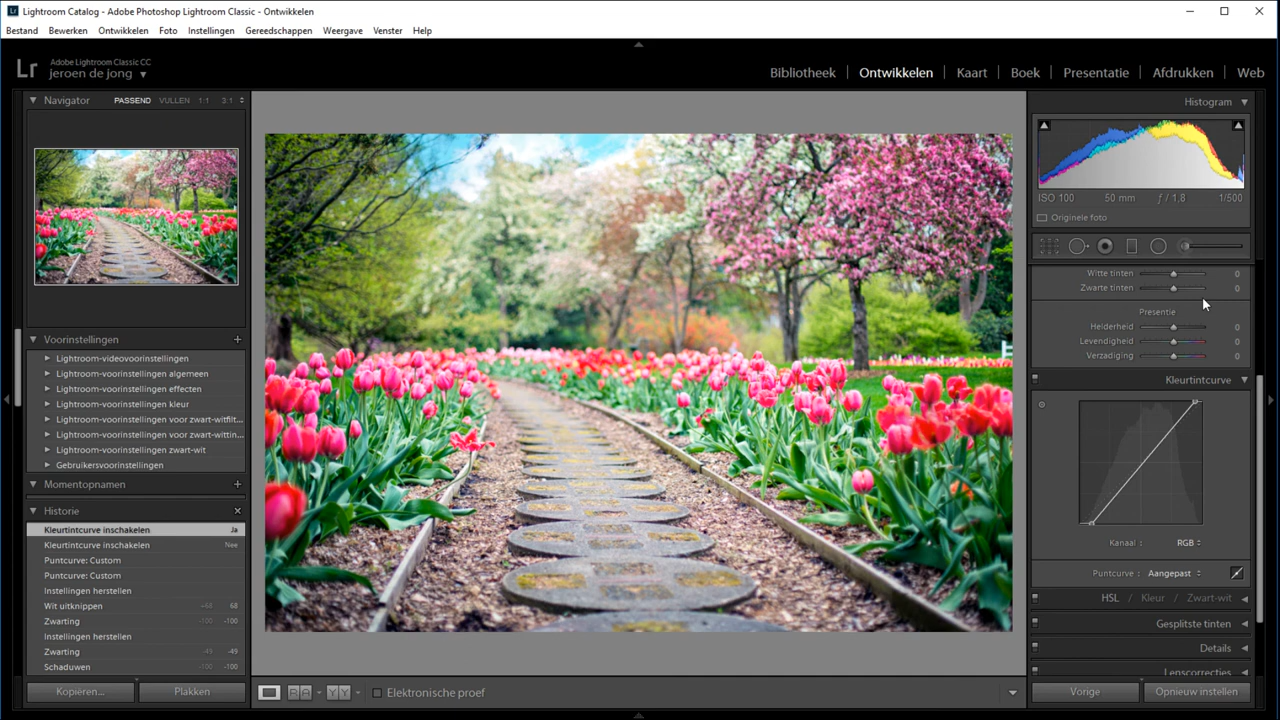 Lightroom Catalog - Adobe Photoshop Lightroom Classic - Ontwikkelen
Bestand Bewerken Ontwikkelen Foto Instellingen Gereedschappen Weergave Venster Help
Lr
Adobe Lightroom Classic CC
jeroen de jong
Bibliotheek Ontwikkelen Kaart Boek Presentatie Afdrukken Web
Navigator PASSEND VULLEN 1:1 3:1
Voorinstellingen +
Lightroom-videovoorinstellingen
Lightroom-voorinstellingen algemeen
Lightroom-voorinstellingen effecten
Lightroom-voorinstellingen kleur
Lightroom-voorinstellingen voor zwart-witfilt...
Lightroom-voorinstellingen voor zwart-wittin...
Lightroom-voorinstellingen zwart-wit
Gebruikersvoorinstellingen
Momentopnamen +
Historie
Kleurtintcurve inschakelen Ja
Kleurtintcurve inschakelen Nee
Puntcurve: Custom
Puntcurve: Custom
Instellingen herstellen
Wit uitknippen +68 68
Zwarting -100 -100
Instellingen herstellen
Zwarting -49 -49
Schaduwen -100 -100
Kopiëren... Plakken
Elektronische proef
Histogram
ISO 100 50 mm ƒ / 1,8 1/500
Originele foto
Witte tinten 0
Zwarte tinten 0
Presentie
Helderheid 0
Levendigheid 0
Verzadiging 0
Kleurtintcurve
Kanaal : RGB
Puntcurve : Aangepast
HSL / Kleur / Zwart-wit
Gesplitste tinten
Details
Lenscorrecties
Vorige Opnieuw instellen